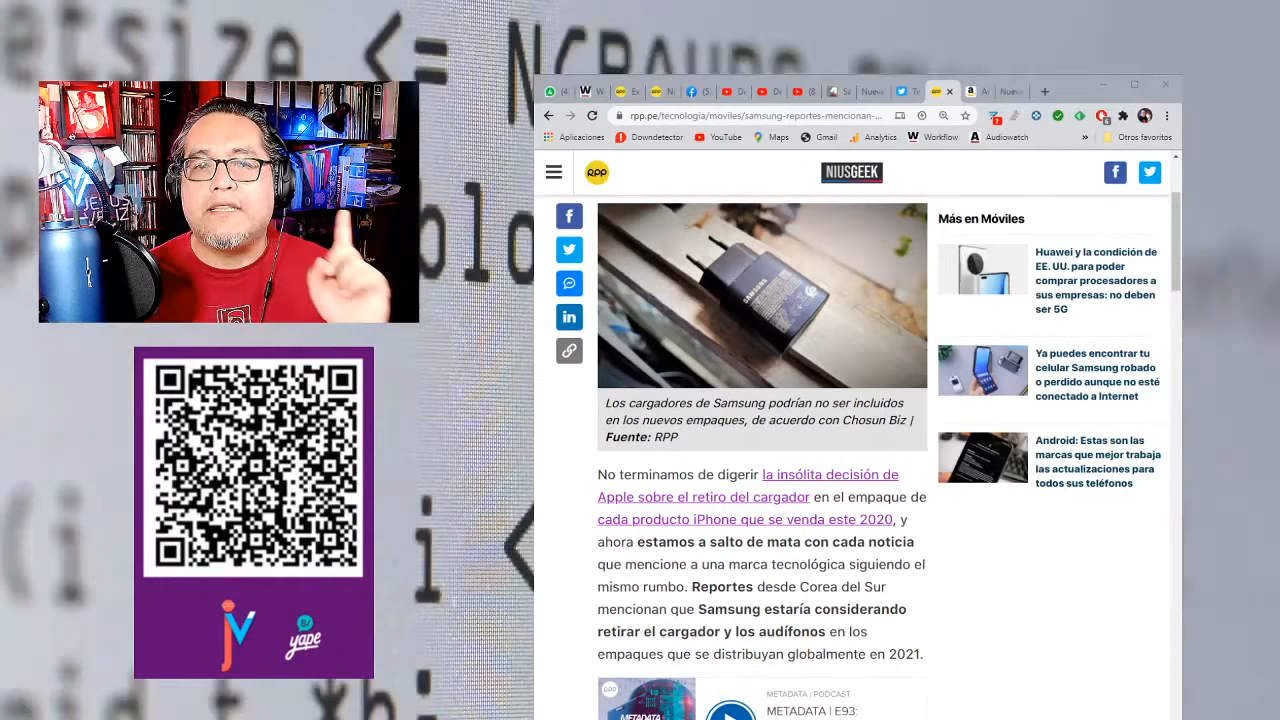 rpp.pe/tecnologia/moviles/samsung-reportes-mencionan-...
Aplicaciones
Downdetector
YouTube
Maps
Gmail
Analytics
Workflow
Audiowatch
Otros favoritos
RPP
NIUSGEEK
SAMSUNG
Los cargadores de Samsung podrían no ser incluidos
en los nuevos empaques, de acuerdo con Chosun Biz |
Fuente: RPP
No terminamos de digerir la insólita decisión de
Apple sobre el retiro del cargador en el empaque de
cada producto iPhone que se venda este 2020, y
ahora estamos a salto de mata con cada noticia
que mencione a una marca tecnológica siguiendo el
mismo rumbo. Reportes desde Corea del Sur
mencionan que Samsung estaría considerando
retirar el cargador y los audífonos en los
empaques que se distribuyan globalmente en 2021.
METADATA | PODCAST
METADATA | E93:
Más en Móviles
Huawei y la condición de
EE. UU. para poder
comprar procesadores a
sus empresas: no deben
ser 5G
Ya puedes encontrar tu
celular Samsung robado
o perdido aunque no esté
conectado a Internet
Android: Estas son las
marcas que mejor trabaja
las actualizaciones para
todos sus teléfonos
jv
S/
yape